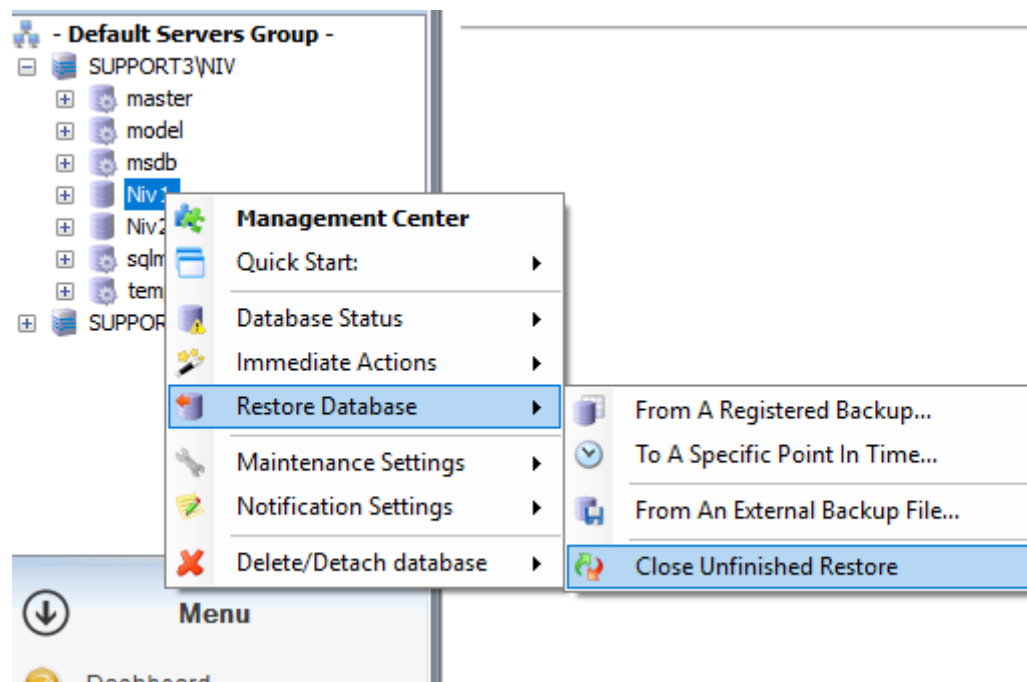 - Default Servers Group -
SUPPORT3\NIV
master
model
msdb
Niv1
Niv2
Management Center
Quick Start:
Database Status
Immediate Actions
Restore Database
Maintenance Settings
Notification Settings
Delete/Detach database
From A Registered Backup...
To A Specific Point In Time...
From An External Backup File...
Close Unfinished Restore
Menu